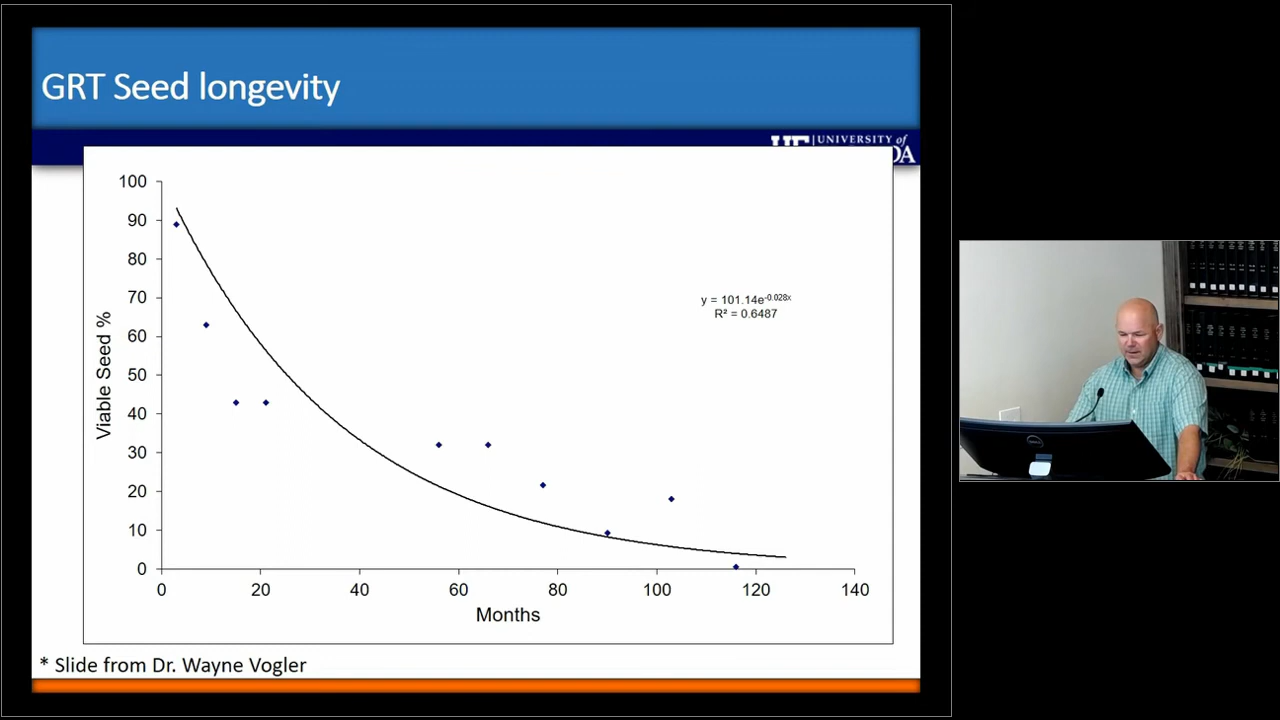 GRT Seed longevity
UNIVERSITY of
100
90
80
70
60
50
40
30
20
10
0
Viable Seed %
y = 101.14e-0.028x
R² = 0.6487
0 20 40 60 80 100 120 140
Months
* Slide from Dr. Wayne Vogler